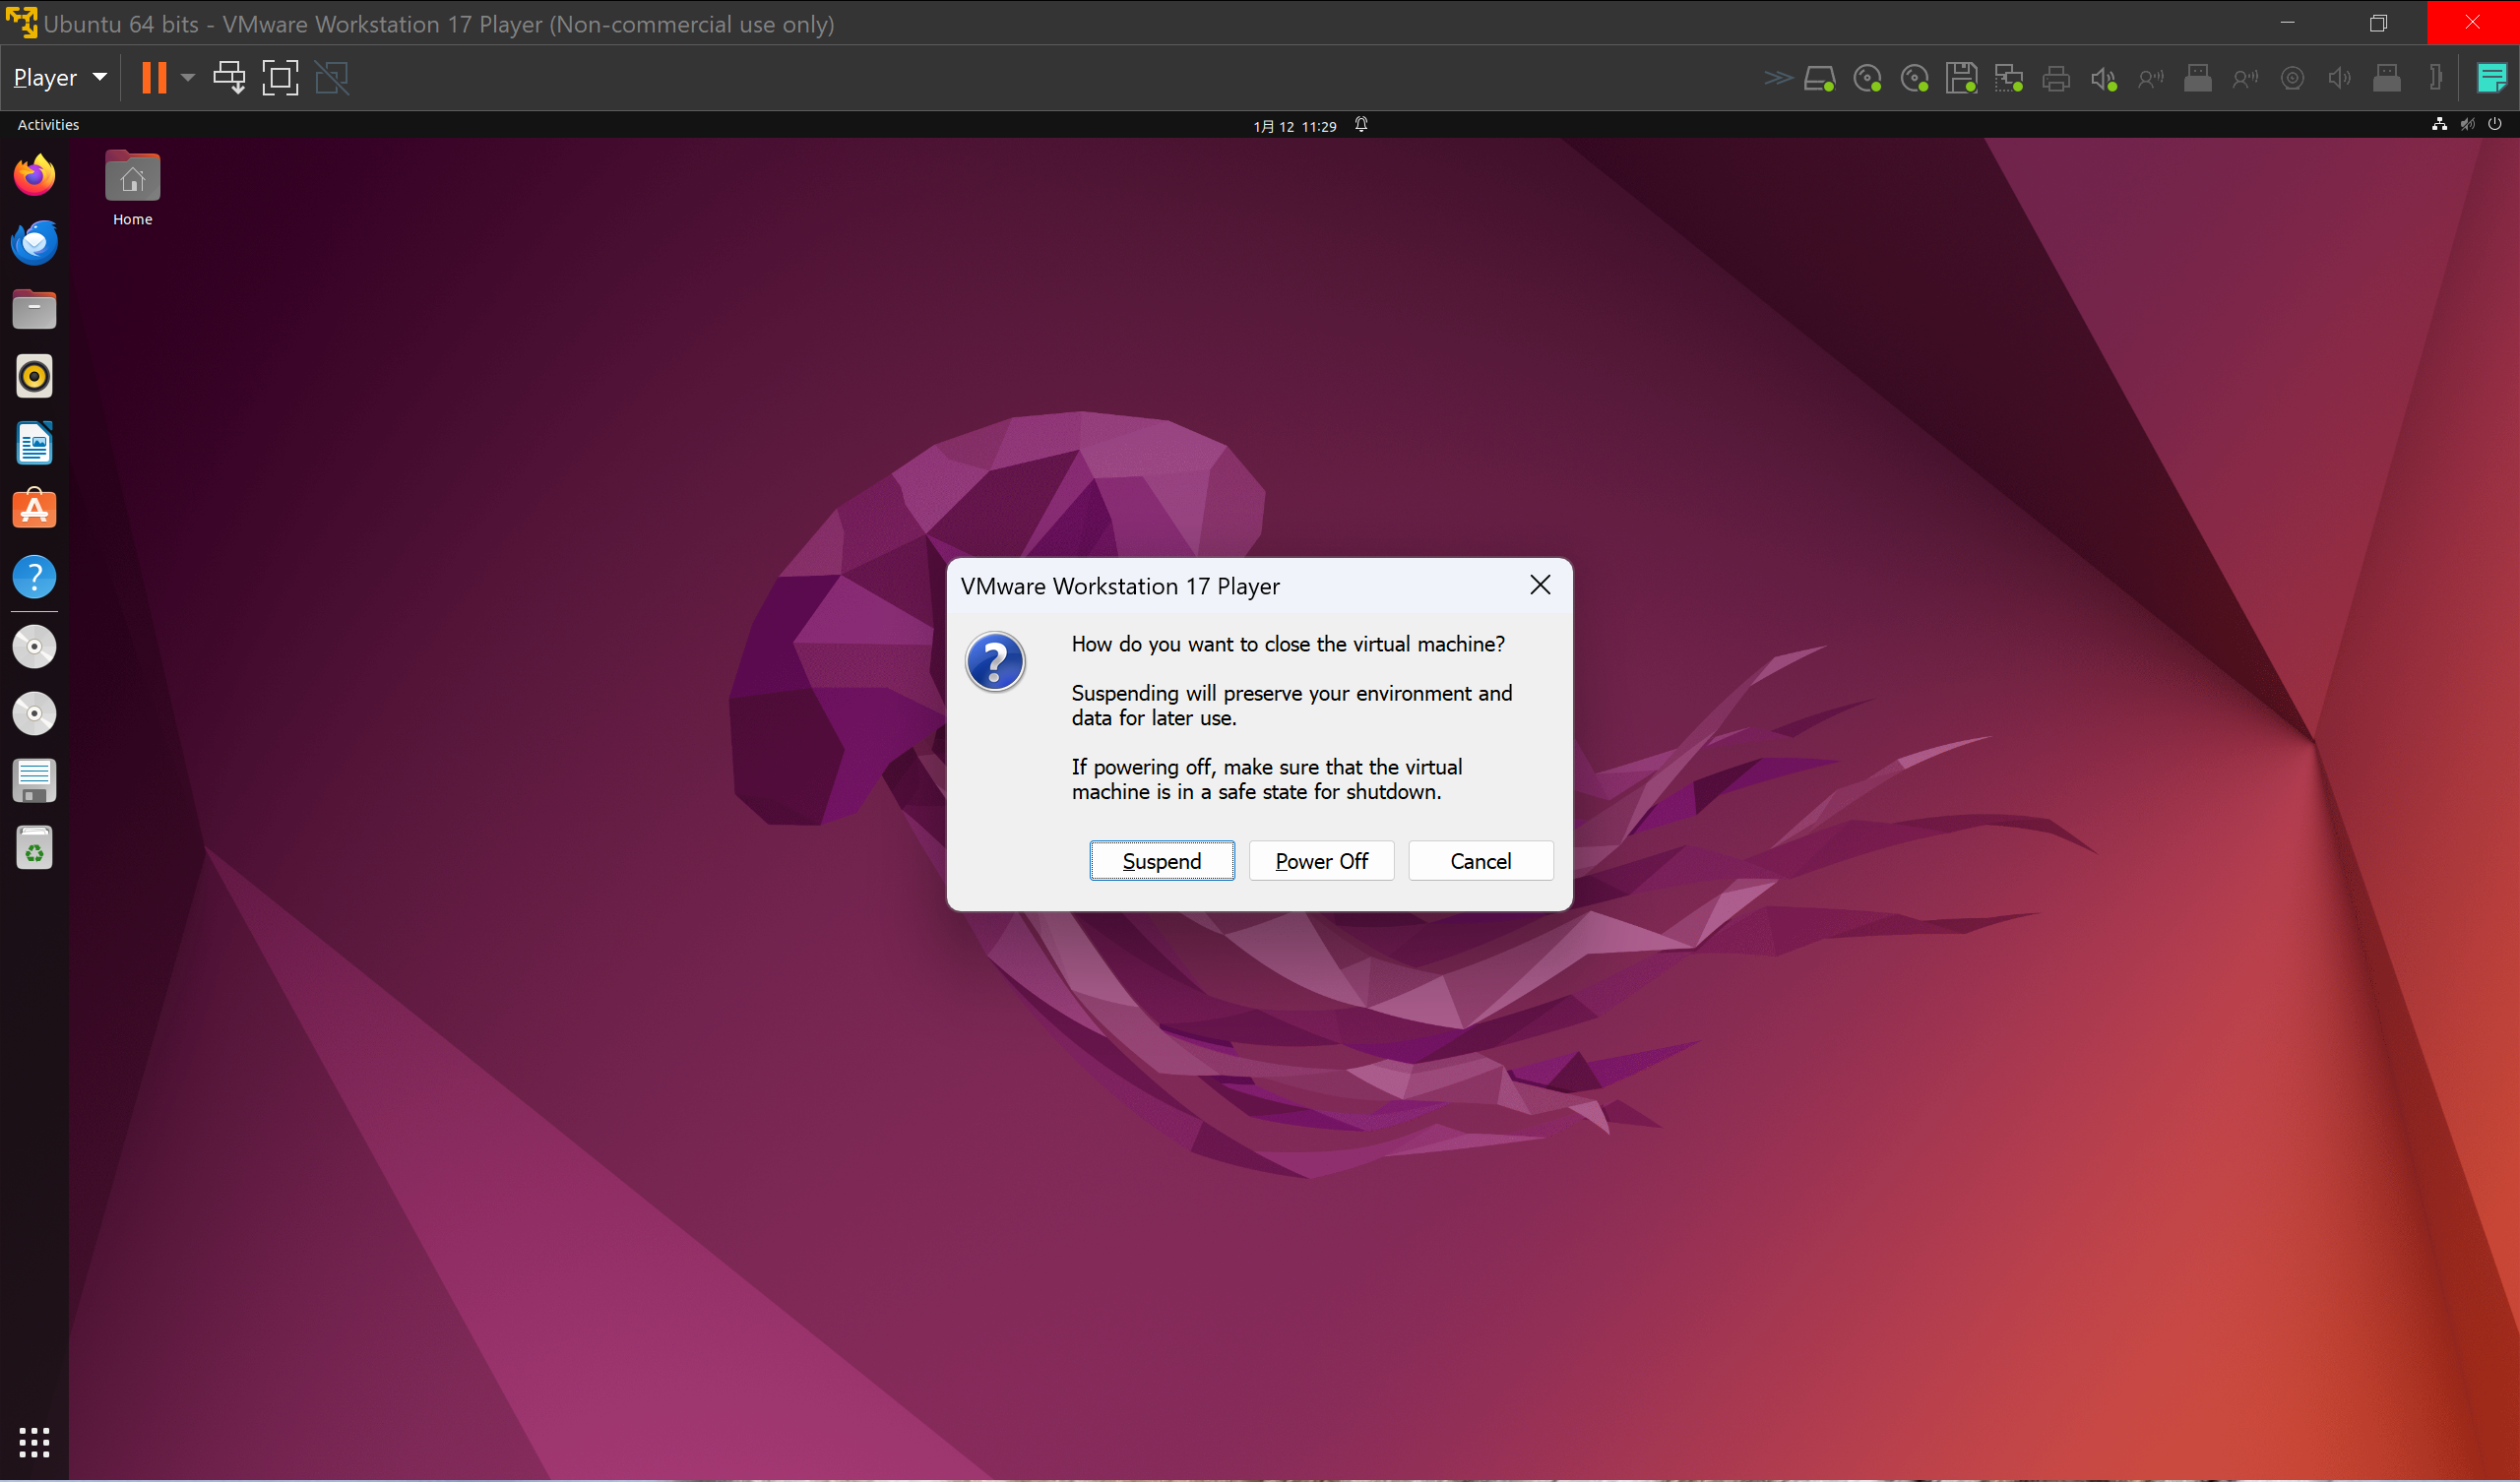 Ubuntu 64 bits - VMware Workstation 17 Player (Non-commercial use only)
Player
Activities
1月 12 11:29
Home
VMware Workstation 17 Player
How do you want to close the virtual machine?
Suspending will preserve your environment and
data for later use.
If powering off, make sure that the virtual
machine is in a safe state for shutdown.
Suspend
Power Off
Cancel